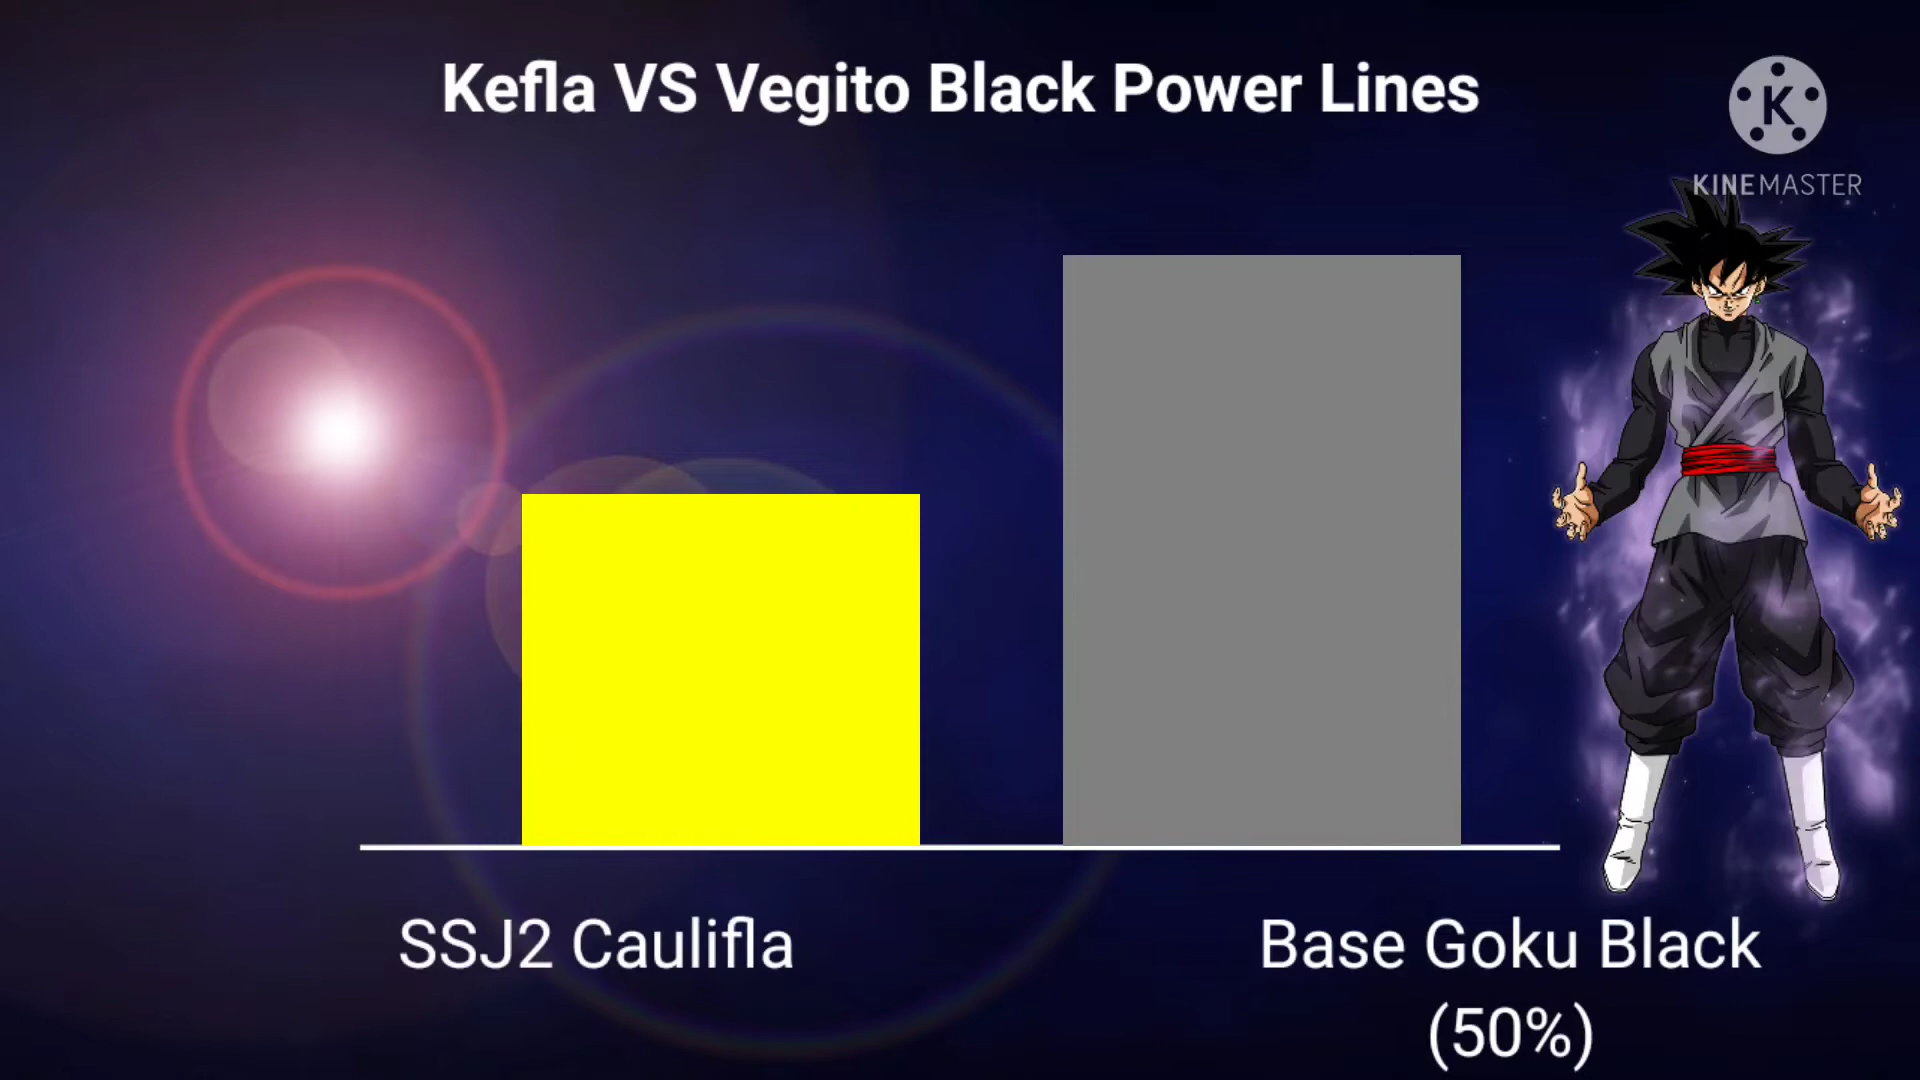 Kefla VS Vegito Black Power Lines
K
KINEMASTER
SSJ2 Caulifla
Base Goku Black
(50%)